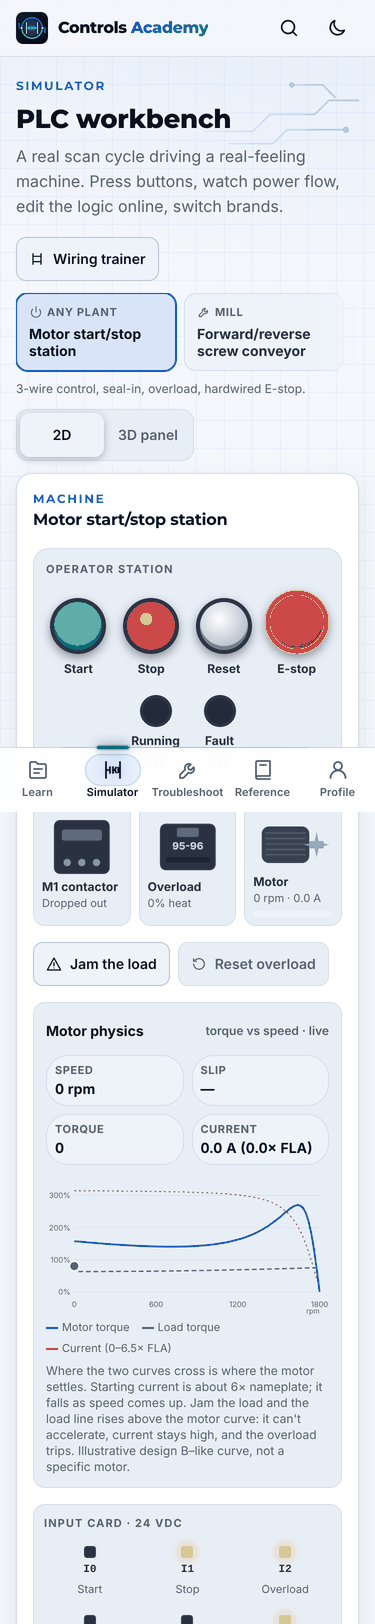 Controls Academy
SIMULATOR
PLC workbench
A real scan cycle driving a real-feeling
machine. Press buttons, watch power flow,
edit the logic online, switch brands.
Wiring trainer
ANY PLANT
Motor start/stop
station
MILL
Forward/reverse
screw conveyor
3-wire control, seal-in, overload, hardwired E-stop.
2D
3D panel
MACHINE
Motor start/stop station
OPERATOR STATION
Start
Stop
Reset
E-stop
Running
Fault
Learn
Simulator
Troubleshoot
Reference
Profile
M1 contactor
Dropped out
95-96
Overload
0% heat
Motor
0 rpm · 0.0 A
Jam the load
Reset overload
Motor physics
torque vs speed · live
SPEED
0 rpm
SLIP
—
TORQUE
0
CURRENT
0.0 A (0.0× FLA)
300%
200%
100%
0%
0
600
1200
1800
rpm
Motor torque
Load torque
Current (0–6.5× FLA)
Where the two curves cross is where the motor
settles. Starting current is about 6× nameplate; it
falls as speed comes up. Jam the load and the
load line rises above the motor curve: it can't
accelerate, current stays high, and the overload
trips. Illustrative design B–like curve, not a
specific motor.
INPUT CARD · 24 VDC
I0
I1
I2
Start
Stop
Overload